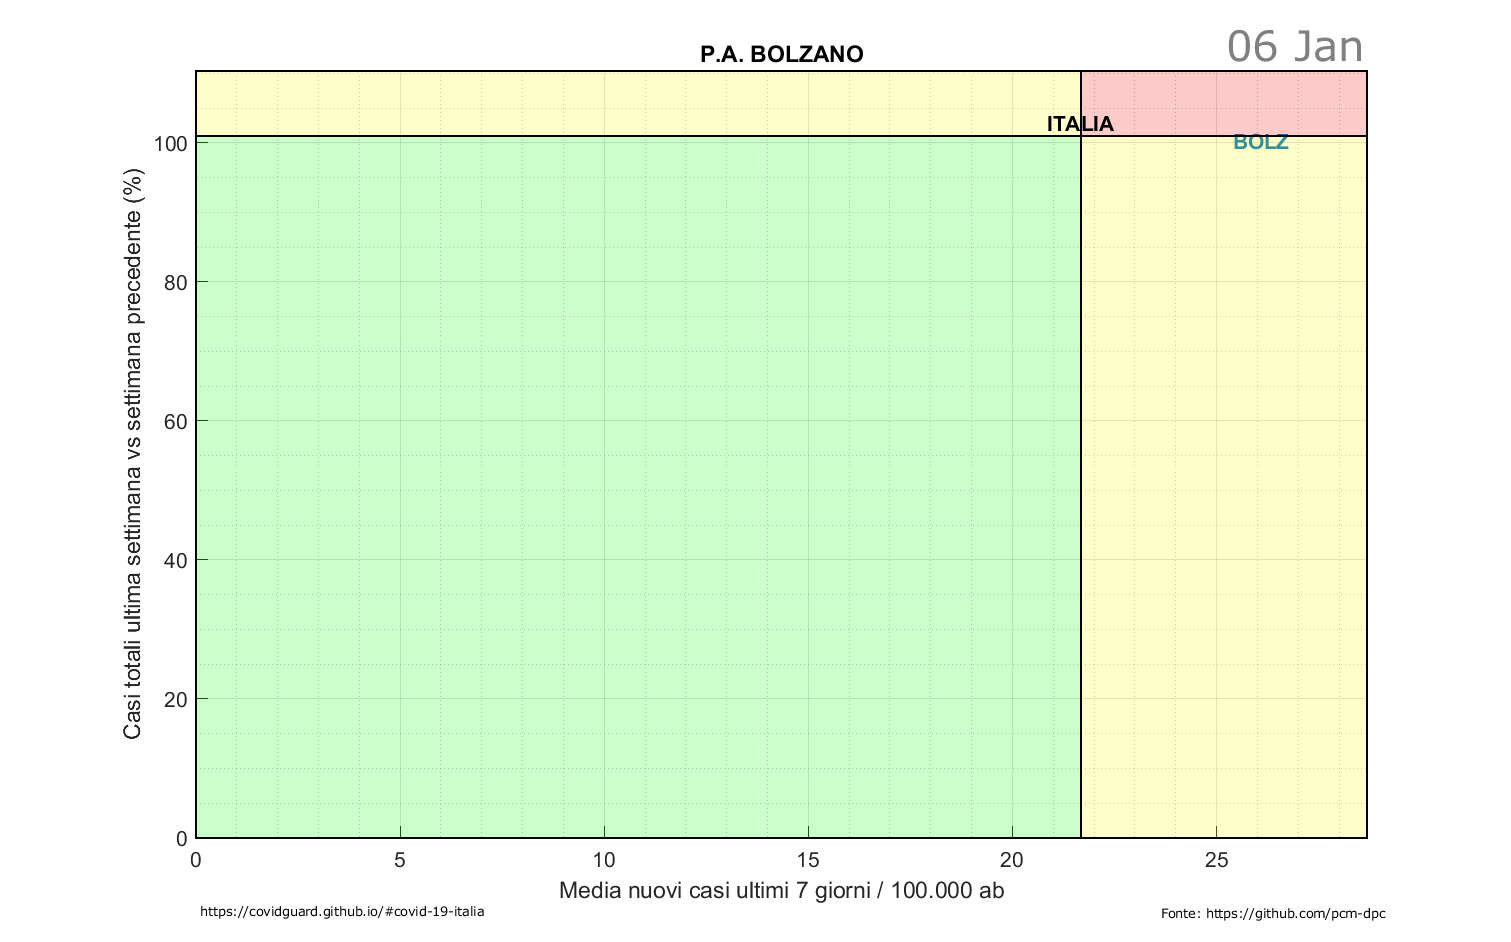 06 Jan
P.A. BOLZANO
ITALIA
BOLZ
100
80
60
40
20
0
Casi totali ultima settimana vs settimana precedente (%)
0 5 10 15 20 25
Media nuovi casi ultimi 7 giorni / 100.000 ab
https://covidguard.github.io/#covid-19-italia
Fonte: https://github.com/pcm-dpc